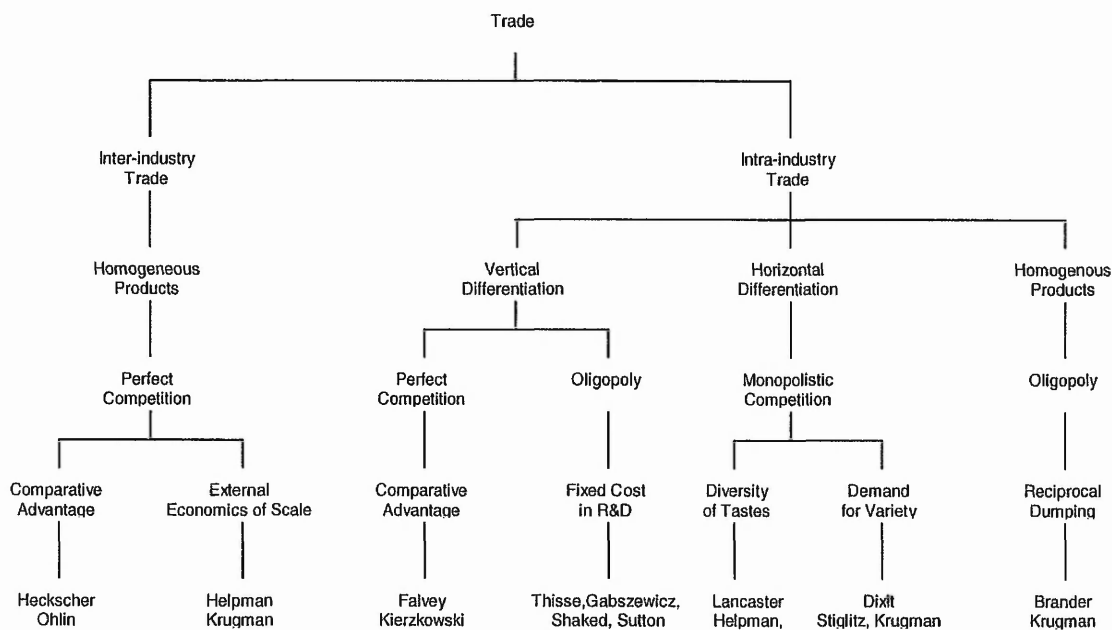 Trade
Inter-industry
Trade
Intra-industry
Trade
Homogeneous
Products
Vertical
Differentiation
Horizontal
Differentiation
Homogenous
Products
Perfect
Competition
Perfect
Competition
Oligopoly
Monopolistic
Competition
Oligopoly
Comparative
Advantage
External
Economics of Scale
Comparative
Advantage
Fixed Cost
in R&D
Diversity
of Tastes
Demand
for Variety
Reciprocal
Dumping
Heckscher
Ohlin
Helpman
Krugman
Falvey
Kierzkowski
Thisse,Gabszewicz,
Shaked, Sutton
Lancaster
Helpman,
Dixit
Stiglitz, Krugman
Brander
Krugman